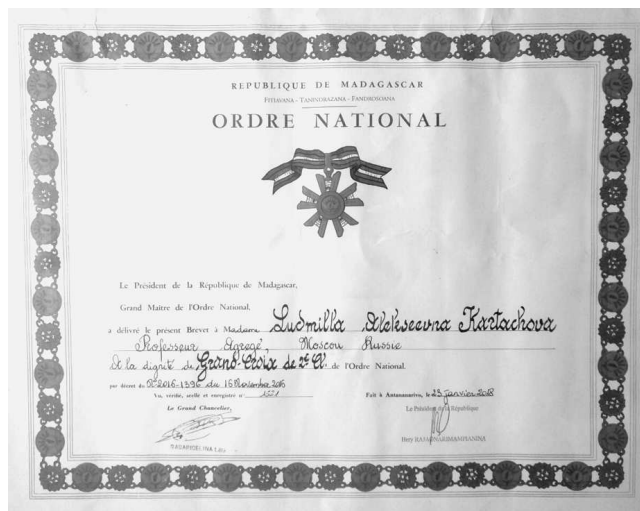 REPUBLIQUE DE MADAGASCAR
FITIAVANA - TANINDRAZANA - FANDROSOANA
ORDRE NATIONAL
Le Président de la République de Madagascar,
Grand Maître de l'Ordre National,
a délivré le présent Brevet à Madame Ludmilla Alekseevna Kartachova
Professeur Agregé, Moscou Russie
A la dignité de Grand-Croix de 2e Cl de l'Ordre National.
par décret du N° 2016-1396 du 16 Novembre 2016
Vu, vérifié, scellé et enregistré n° 1571
Fait à Antananarivo, le 23 Janvier 2018
Le Grand Chancelier,
Le Président de la République
Hery RAJAONARIMAMPIANINA